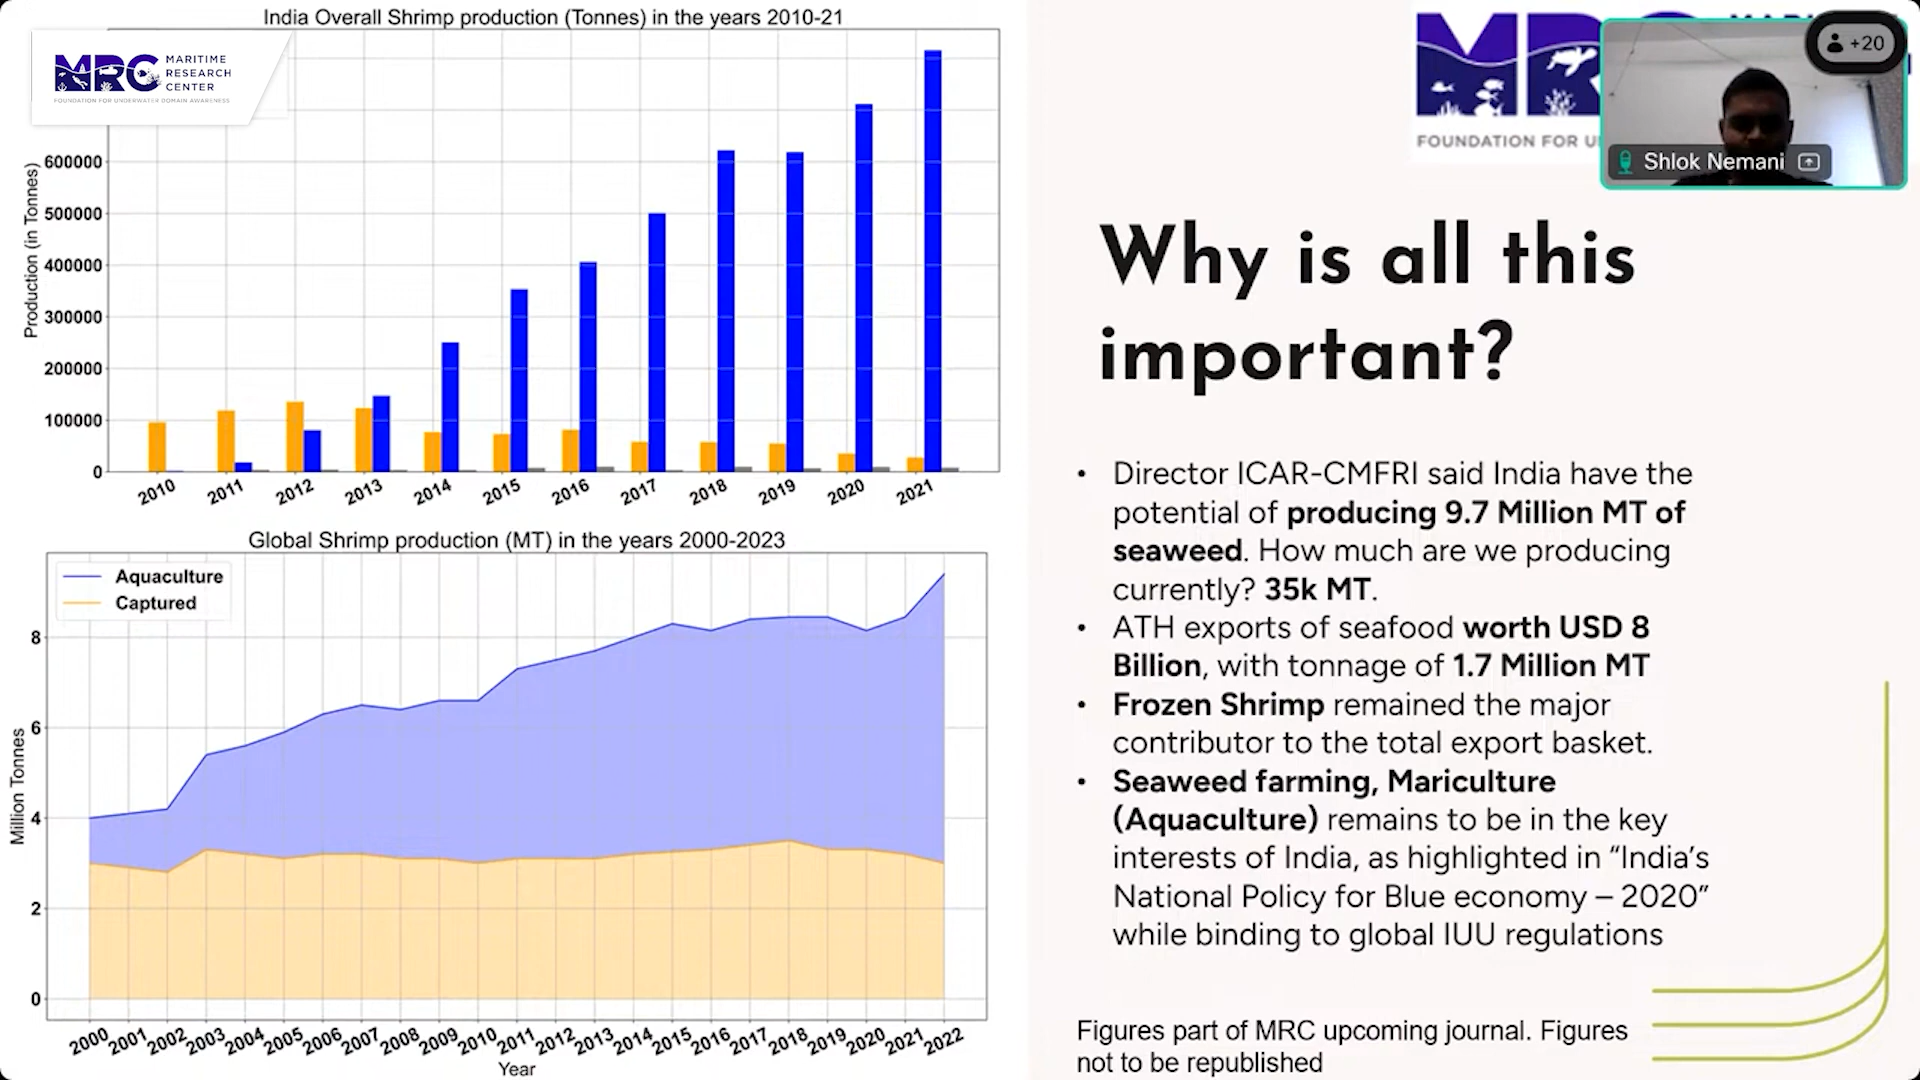 India Overall Shrimp production (Tonnes) in the years 2010-21
MRC
MARITIME
RESEARCH
CENTER
FOUNDATION FOR UNDERWATER DOMAIN AWARENESS
Production (in Tonnes)
600000
500000
400000
300000
200000
100000
0
2010 2011 2012 2013 2014 2015 2016 2017 2018 2019 2020 2021
Global Shrimp production (MT) in the years 2000-2023
Aquaculture
Captured
Million Tonnes
8
6
4
2
0
2000 2001 2002 2003 2004 2005 2006 2007 2008 2009 2010 2011 2012 2013 2014 2015 2016 2017 2018 2019 2020 2021 2022
Year
FOUNDATION FOR
+20
Shlok Nemani
Why is all this
important?
• Director ICAR-CMFRI said India have the
potential of producing 9.7 Million MT of
seaweed. How much are we producing
currently? 35k MT.
• ATH exports of seafood worth USD 8
Billion, with tonnage of 1.7 Million MT
• Frozen Shrimp remained the major
contributor to the total export basket.
• Seaweed farming, Mariculture
(Aquaculture) remains to be in the key
interests of India, as highlighted in “India’s
National Policy for Blue economy – 2020”
while binding to global IUU regulations
Figures part of MRC upcoming journal. Figures
not to be republished